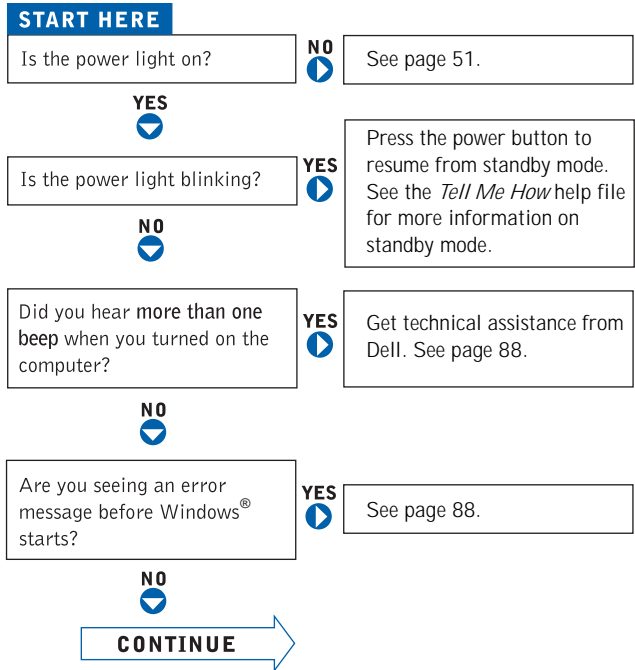 START HERE
Is the power light on?
NO
See page 51.
YES
Is the power light blinking?
YES
Press the power button to
resume from standby mode.
See the Tell Me How help file
for more information on
standby mode.
NO
Did you hear more than one
beep when you turned on the
computer?
YES
Get technical assistance from
Dell. See page 88.
NO
Are you seeing an error
message before Windows®
starts?
YES
See page 88.
NO
CONTINUE